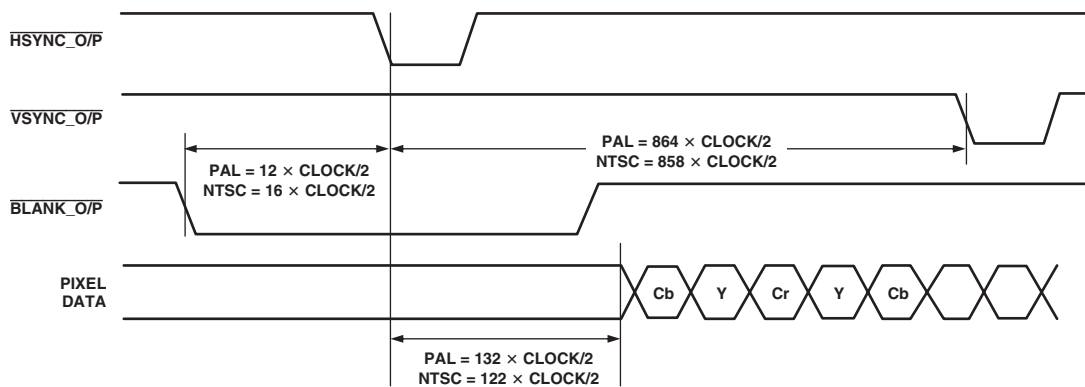 HSYNC_O/P
VSYNC_O/P
PAL = 864 × CLOCK/2
NTSC = 858 × CLOCK/2
PAL = 12 × CLOCK/2
NTSC = 16 × CLOCK/2
BLANK_O/P
PIXEL
DATA
Cb Y Cr Y Cb
PAL = 132 × CLOCK/2
NTSC = 122 × CLOCK/2